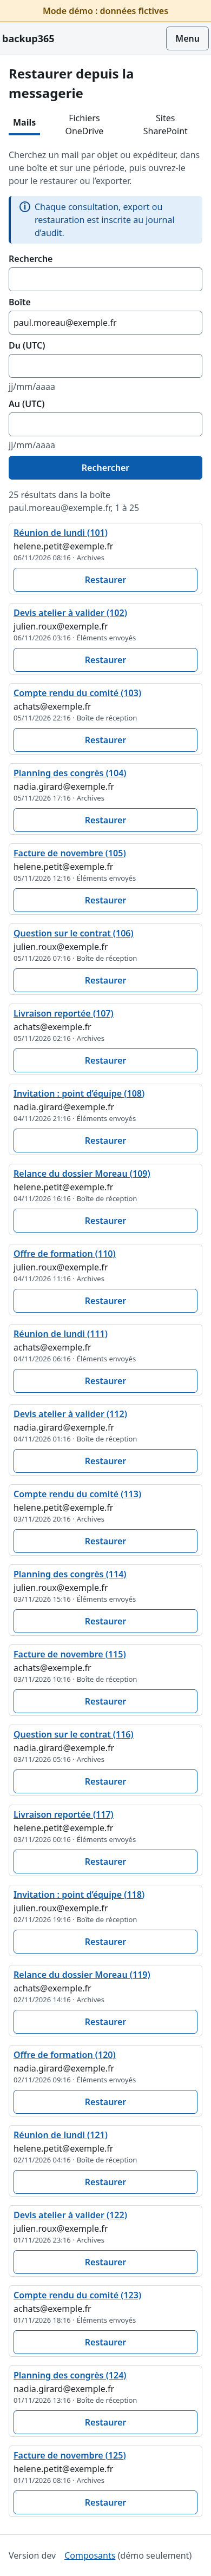 Mode démo : données fictives
backup365
Menu
Restaurer depuis la
messagerie
Mails
Fichiers
OneDrive
Sites
SharePoint
Cherchez un mail par objet ou expéditeur, dans
une boîte et sur une période, puis ouvrez-le
pour le restaurer ou l’exporter.
Chaque consultation, export ou
restauration est inscrite au journal
d’audit.
Recherche
Boîte
paul.moreau@exemple.fr
Du (UTC)
jj/mm/aaaa
Au (UTC)
jj/mm/aaaa
Rechercher
25 résultats dans la boîte
paul.moreau@exemple.fr, 1 à 25
Réunion de lundi (101)
helene.petit@exemple.fr
06/11/2026 08:16 · Archives
Restaurer
Devis atelier à valider (102)
julien.roux@exemple.fr
06/11/2026 03:16 · Éléments envoyés
Restaurer
Compte rendu du comité (103)
achats@exemple.fr
05/11/2026 22:16 · Boîte de réception
Restaurer
Planning des congrès (104)
nadia.girard@exemple.fr
05/11/2026 17:16 · Archives
Restaurer
Facture de novembre (105)
helene.petit@exemple.fr
05/11/2026 12:16 · Éléments envoyés
Restaurer
Question sur le contrat (106)
julien.roux@exemple.fr
05/11/2026 07:16 · Boîte de réception
Restaurer
Livraison reportée (107)
achats@exemple.fr
05/11/2026 02:16 · Archives
Restaurer
Invitation : point d’équipe (108)
nadia.girard@exemple.fr
04/11/2026 21:16 · Éléments envoyés
Restaurer
Relance du dossier Moreau (109)
helene.petit@exemple.fr
04/11/2026 16:16 · Boîte de réception
Restaurer
Offre de formation (110)
julien.roux@exemple.fr
04/11/2026 11:16 · Archives
Restaurer
Réunion de lundi (111)
achats@exemple.fr
04/11/2026 06:16 · Éléments envoyés
Restaurer
Devis atelier à valider (112)
nadia.girard@exemple.fr
04/11/2026 01:16 · Boîte de réception
Restaurer
Compte rendu du comité (113)
helene.petit@exemple.fr
03/11/2026 20:16 · Archives
Restaurer
Planning des congrès (114)
julien.roux@exemple.fr
03/11/2026 15:16 · Éléments envoyés
Restaurer
Facture de novembre (115)
achats@exemple.fr
03/11/2026 10:16 · Boîte de réception
Restaurer
Question sur le contrat (116)
nadia.girard@exemple.fr
03/11/2026 05:16 · Archives
Restaurer
Livraison reportée (117)
helene.petit@exemple.fr
03/11/2026 00:16 · Éléments envoyés
Restaurer
Invitation : point d’équipe (118)
julien.roux@exemple.fr
02/11/2026 19:16 · Boîte de réception
Restaurer
Relance du dossier Moreau (119)
achats@exemple.fr
02/11/2026 14:16 · Archives
Restaurer
Offre de formation (120)
nadia.girard@exemple.fr
02/11/2026 09:16 · Éléments envoyés
Restaurer
Réunion de lundi (121)
helene.petit@exemple.fr
02/11/2026 04:16 · Boîte de réception
Restaurer
Devis atelier à valider (122)
julien.roux@exemple.fr
01/11/2026 23:16 · Archives
Restaurer
Compte rendu du comité (123)
achats@exemple.fr
01/11/2026 18:16 · Éléments envoyés
Restaurer
Planning des congrès (124)
nadia.girard@exemple.fr
01/11/2026 13:16 · Boîte de réception
Restaurer
Facture de novembre (125)
helene.petit@exemple.fr
01/11/2026 08:16 · Archives
Restaurer
Version dev Composants (démo seulement)